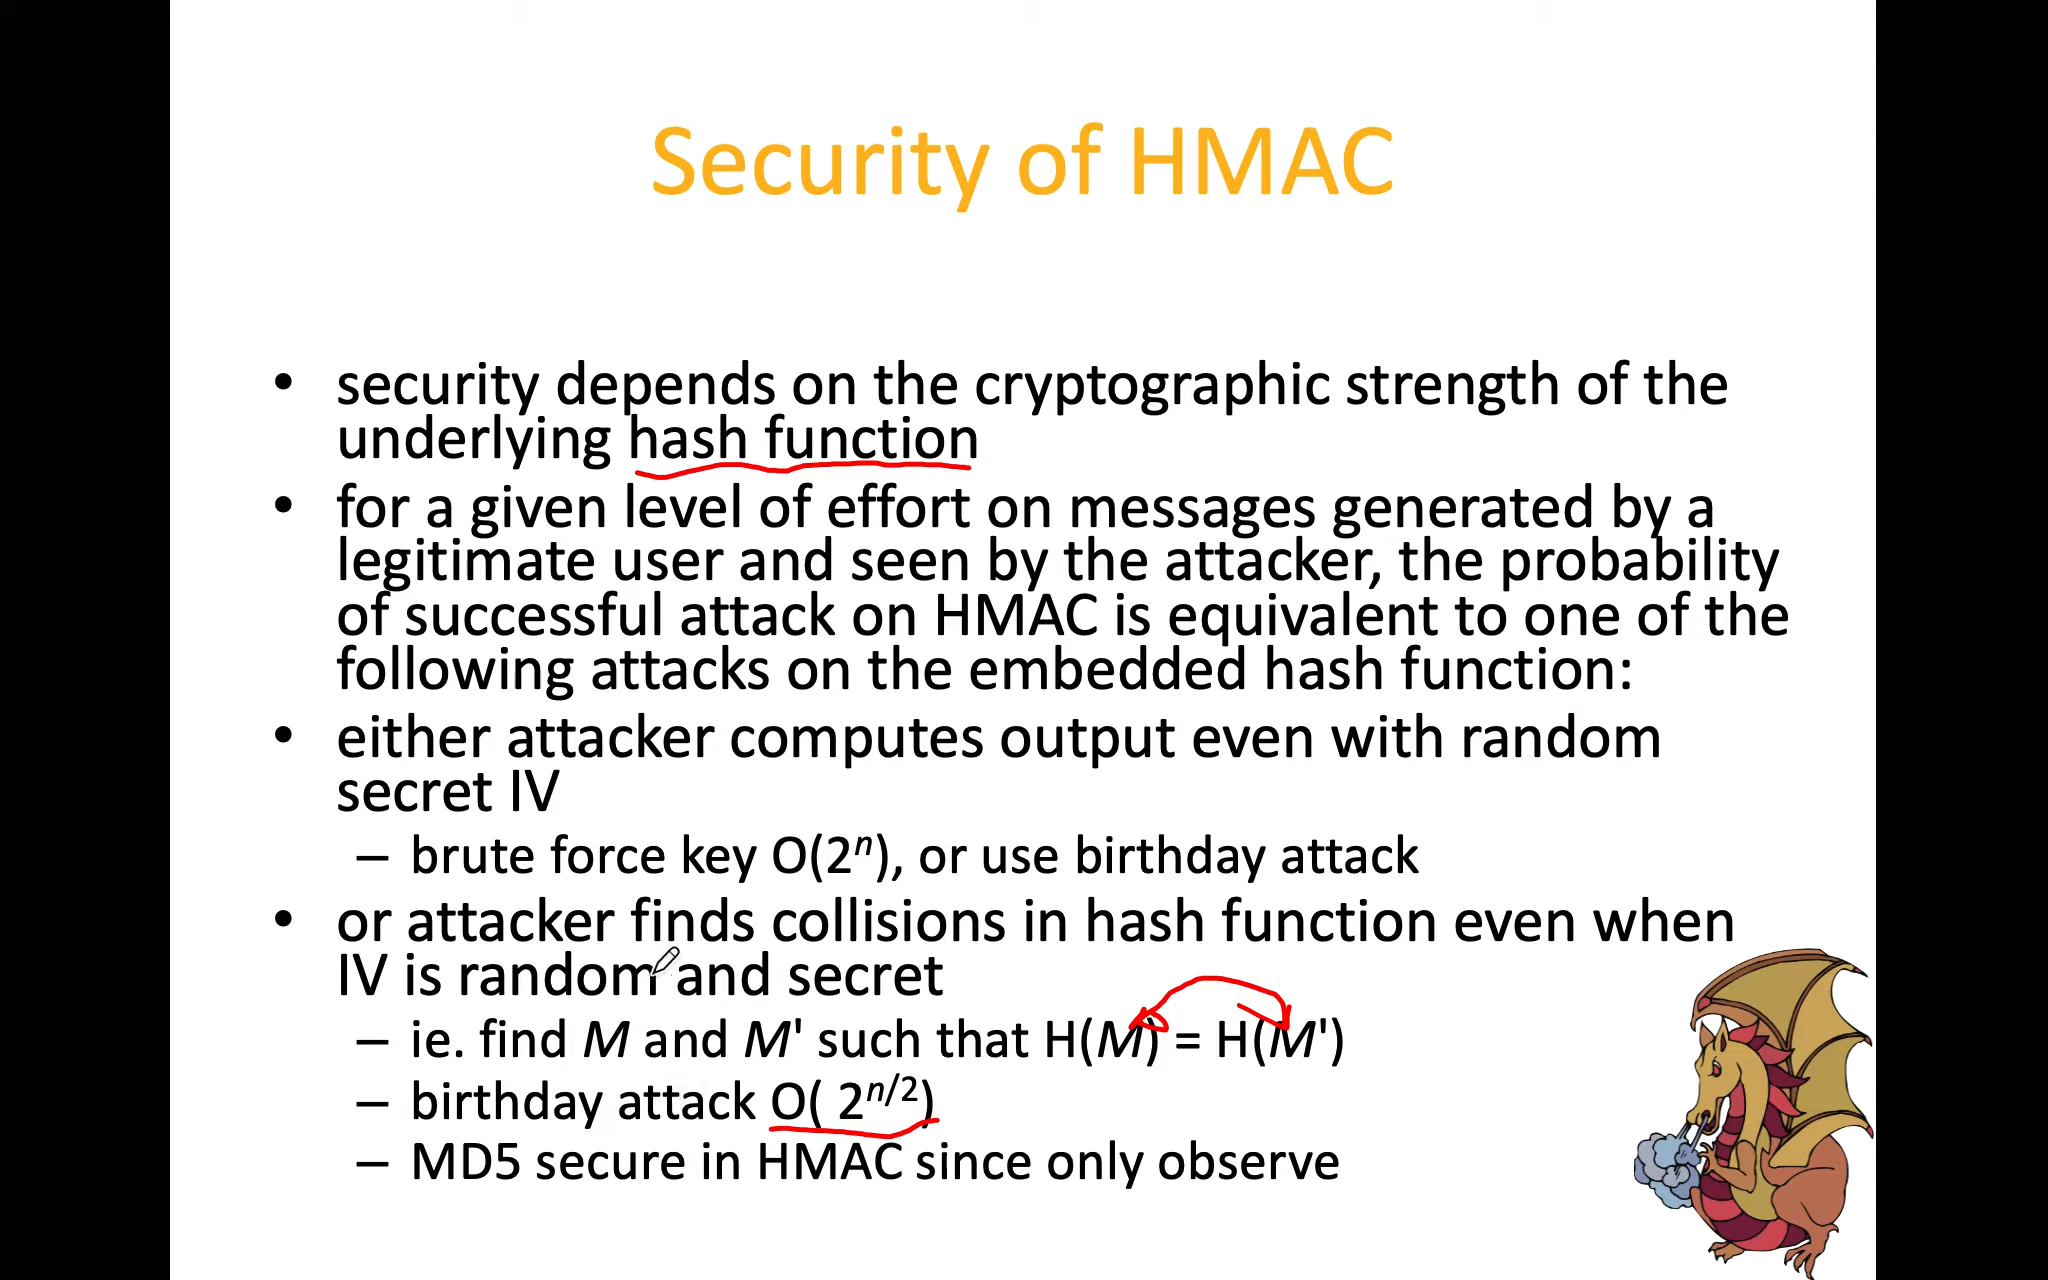 Security of HMAC
• security depends on the cryptographic strength of the
underlying hash function
• for a given level of effort on messages generated by a
legitimate user and seen by the attacker, the probability
of successful attack on HMAC is equivalent to one of the
following attacks on the embedded hash function:
• either attacker computes output even with random
secret IV
– brute force key O(2ⁿ), or use birthday attack
• or attacker finds collisions in hash function even when
IV is random and secret
– ie. find M and M' such that H(M) = H(M')
– birthday attack O( 2^(n/2))
– MD5 secure in HMAC since only observe